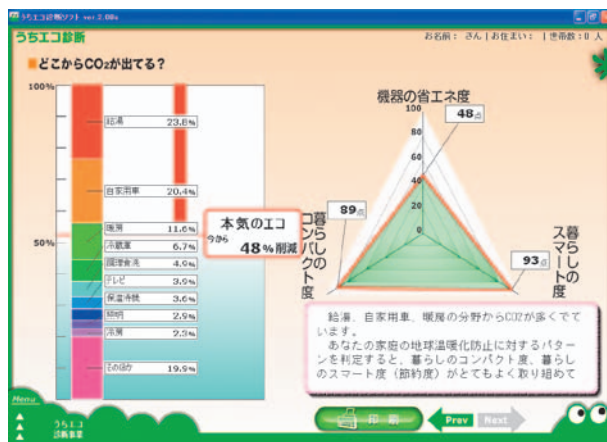 うちエコ診断ソフト ver.2.00s
うちエコ診断
お名前: さん | お住まい: | 世帯数:0 人
■どこからCO₂が出てる?
100%
50%
給湯 23.8%
自家用車 20.4%
暖房 11.6%
冷蔵庫 6.7%
調理食洗 4.9%
テレビ 3.9%
保温待機 3.6%
照明 2.9%
冷房 2.3%
そのほか 19.9%
本気のエコ
今から 48%削減
機器の省エネ度
100
80
60
40
20
0
48点
暮らしのコンパクト度
89点
暮らしのスマート度
93点
給湯、自家用車、暖房の分野からCO2が多くでて
います。
あなたの家庭の地球温暖化防止に対するパター
ンを判定すると、暮らしのコンパクト度、暮らし
のスマート度(節約度)がとてもよく取り組めて
Menu
うちエコ
診断事業
印刷
Prev
Next